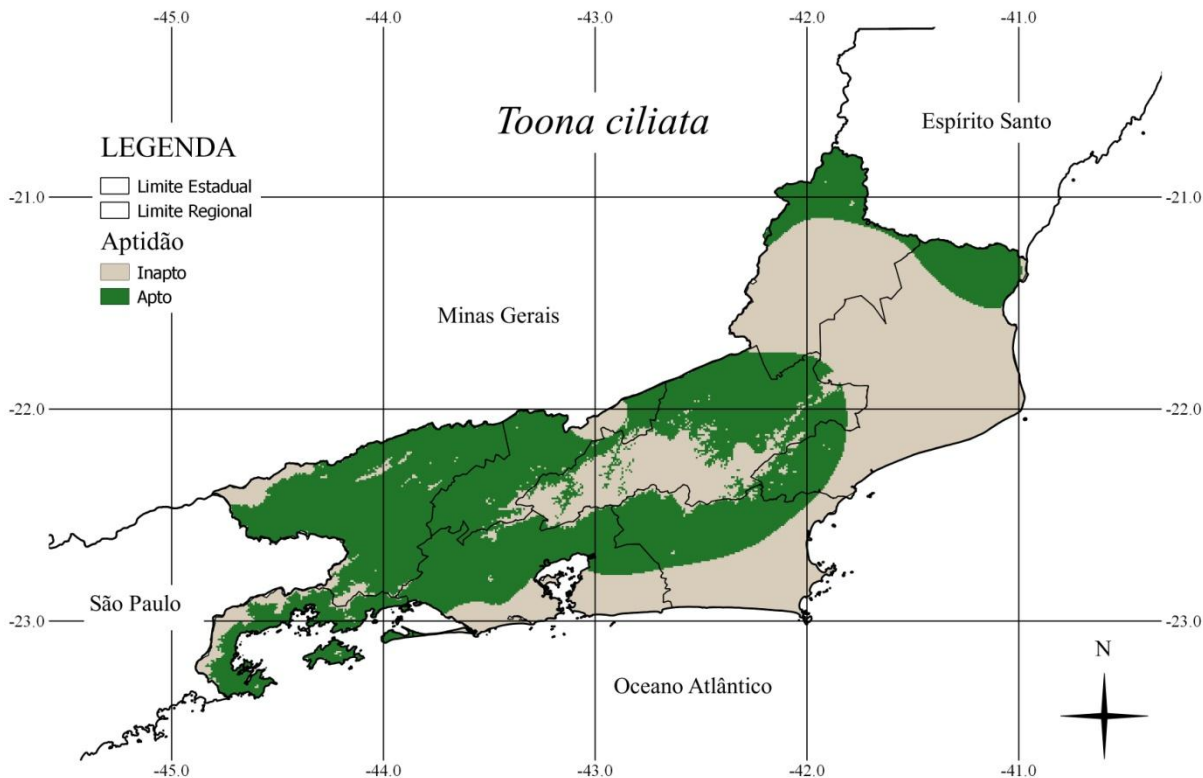 -45.0 -44.0 -43.0 -42.0 -41.0
Toona ciliata
Espírito Santo
LEGENDA
Limite Estadual
Limite Regional
Aptidão
Inapto
Apto
-21.0 -21.0
Minas Gerais
-22.0 -22.0
São Paulo
-23.0 -23.0
N
Oceano Atlântico
-45.0 -44.0 -43.0 -42.0 -41.0